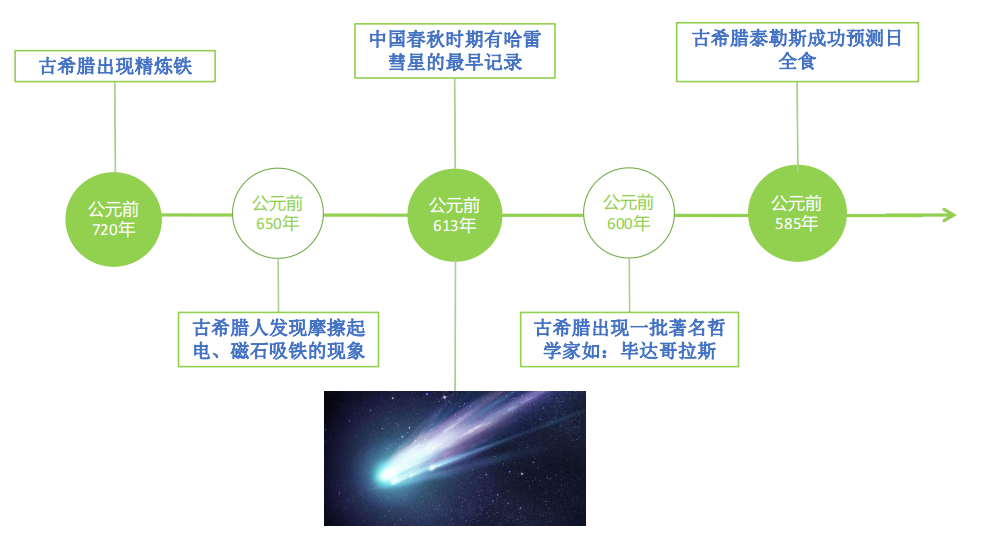 古希腊出现精炼铁
中国春秋时期有哈雷
彗星的最早记录
古希腊泰勒斯成功预测日
全食
公元前
720年
公元前
650年
公元前
613年
公元前
600年
公元前
585年
古希腊人发现摩擦起
电、磁石吸铁的现象
古希腊出现一批著名哲
学家如：毕达哥拉斯